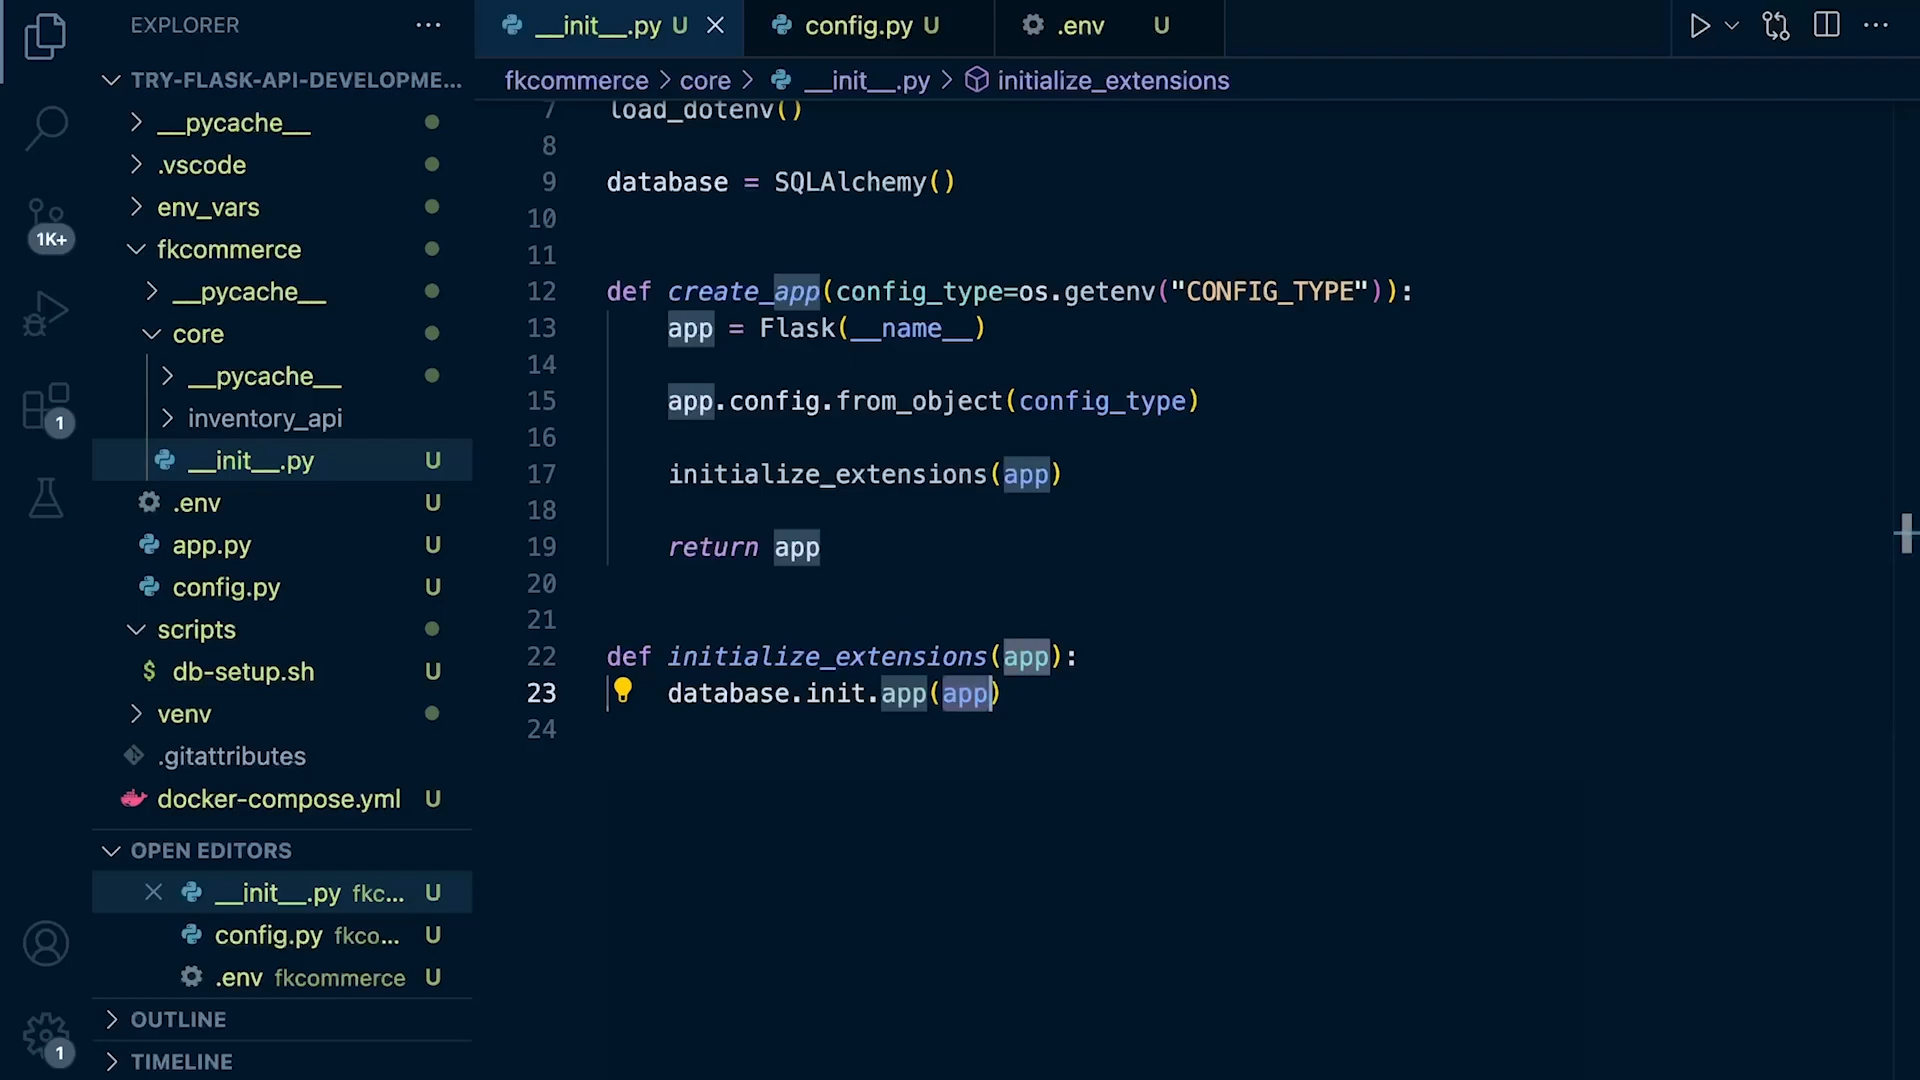 EXPLORER
TRY-FLASK-API-DEVELOPME...
__pycache__
.vscode
env_vars
fkcommerce
__pycache__
core
__pycache__
inventory_api
__init__.py U
.env U
app.py U
config.py U
scripts
$ db-setup.sh U
venv
.gitattributes
docker-compose.yml U
OPEN EDITORS
__init__.py fkc... U
config.py fkco... U
.env fkcommerce U
OUTLINE
TIMELINE
1K+
1
1
__init__.py U
config.py U
.env U
fkcommerce > core > __init__.py > initialize_extensions
7 load_dotenv()
8
9 database = SQLAlchemy()
10
11
12 def create_app(config_type=os.getenv("CONFIG_TYPE")):
13 app = Flask(__name__)
14
15 app.config.from_object(config_type)
16
17 initialize_extensions(app)
18
19 return app
20
21
22 def initialize_extensions(app):
23 database.init.app(app)
24